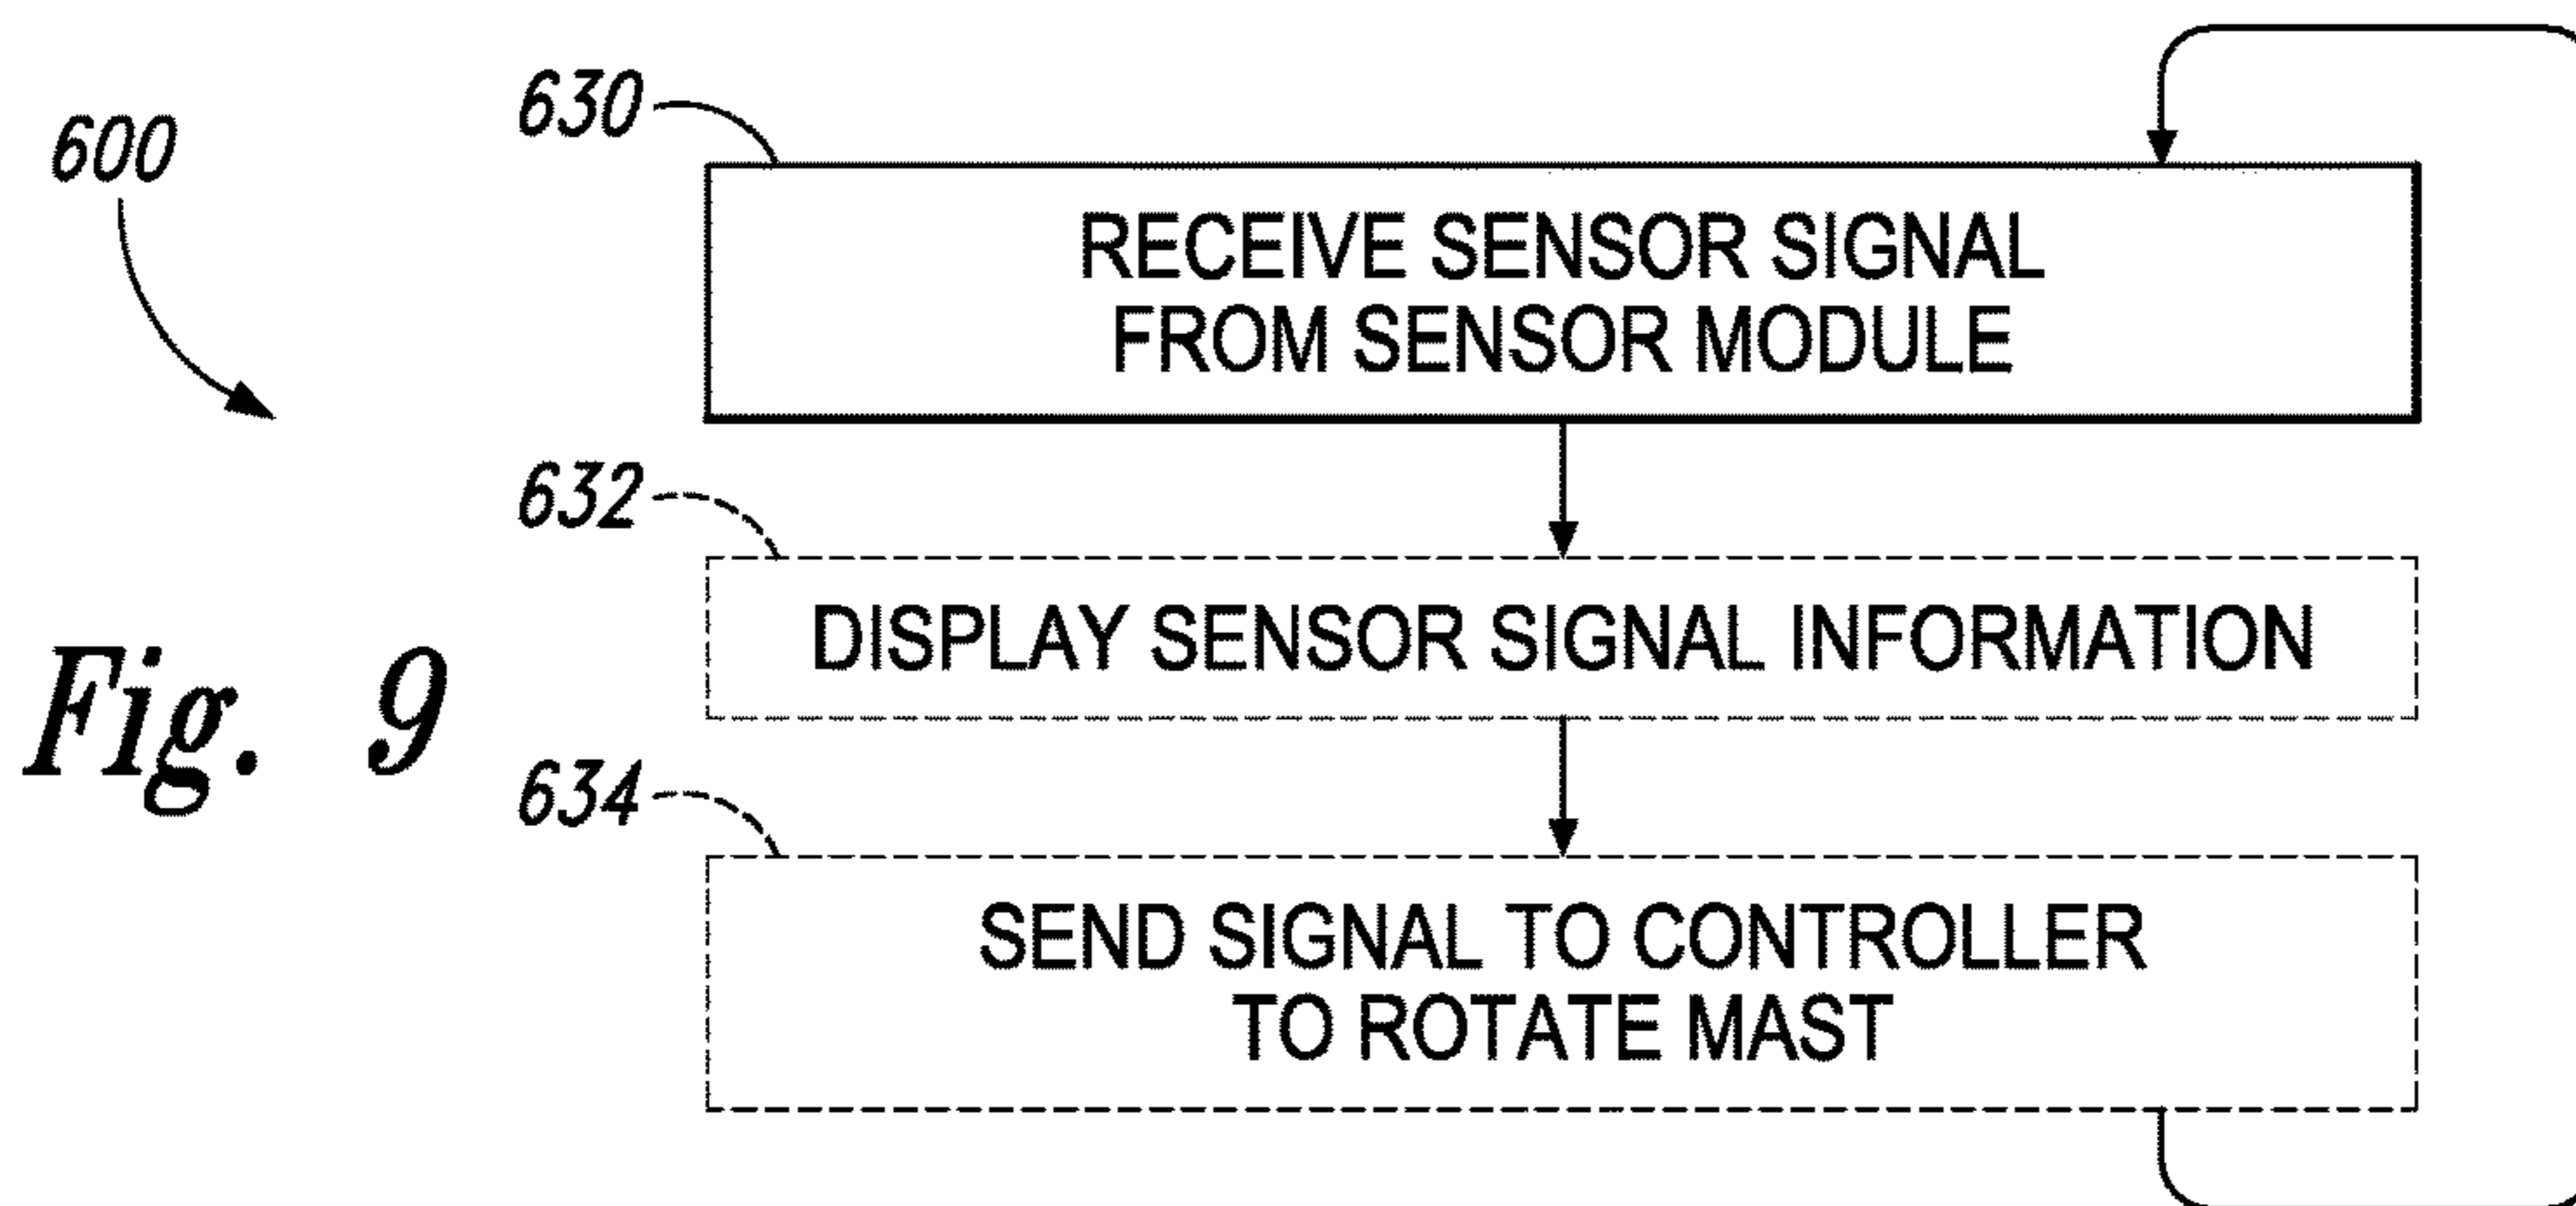 600
630
RECEIVE SENSOR SIGNAL
FROM SENSOR MODULE
632
DISPLAY SENSOR SIGNAL INFORMATION
Fig. 9
634
SEND SIGNAL TO CONTROLLER
TO ROTATE MAST